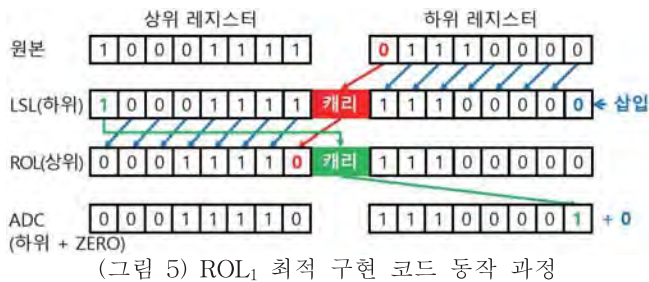 상위 레지스터 하위 레지스터
원본 1 0 0 0 1 1 1 1 0 1 1 1 0 0 0 0
LSL(하위) 1 0 0 0 1 1 1 1 캐리 1 1 1 0 0 0 0 0 삽입
ROL(상위) 0 0 0 1 1 1 1 0 캐리 1 1 1 0 0 0 0 0
ADC 0 0 0 1 1 1 1 0 1 1 1 0 0 0 0 1 + 0
(하위 + ZERO)
(그림 5) ROL₁ 최적 구현 코드 동작 과정